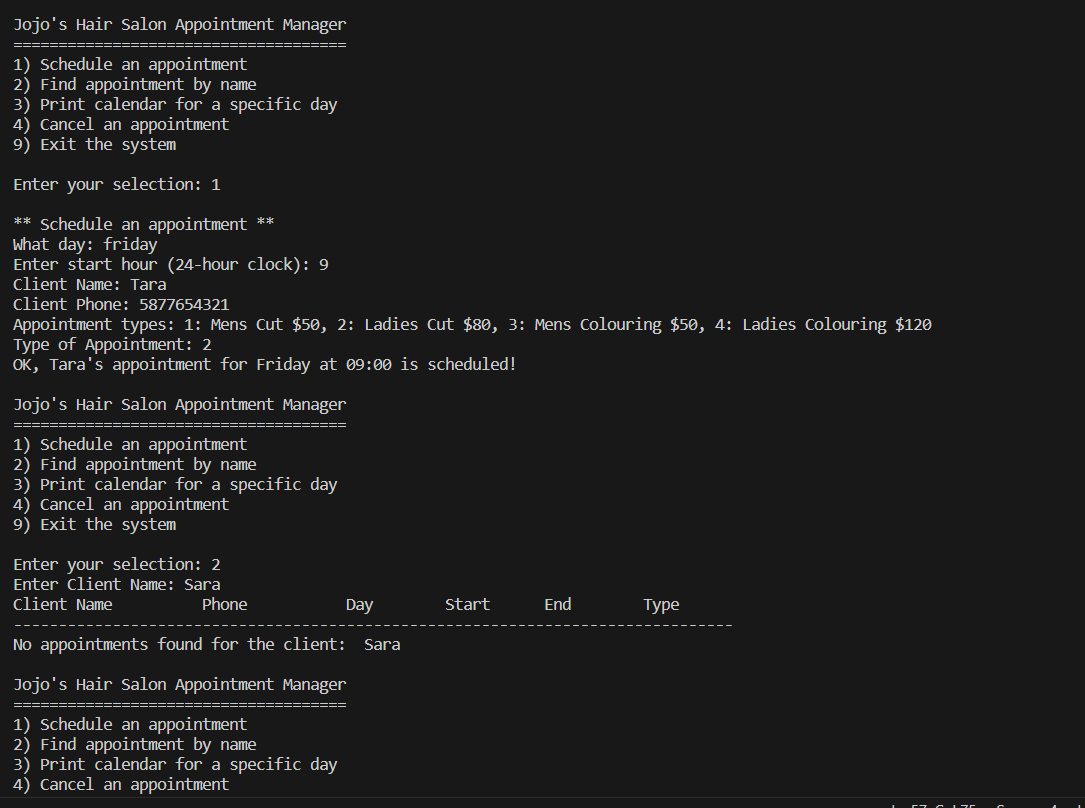 Jojo's Hair Salon Appointment Manager
=====================================
1) Schedule an appointment
2) Find appointment by name
3) Print calendar for a specific day
4) Cancel an appointment
9) Exit the system

Enter your selection: 1

** Schedule an appointment **
What day: friday
Enter start hour (24-hour clock): 9
Client Name: Tara
Client Phone: 5877654321
Appointment types: 1: Mens Cut $50, 2: Ladies Cut $80, 3: Mens Colouring $50, 4: Ladies Colouring $120
Type of Appointment: 2
OK, Tara's appointment for Friday at 09:00 is scheduled!

Jojo's Hair Salon Appointment Manager
=====================================
1) Schedule an appointment
2) Find appointment by name
3) Print calendar for a specific day
4) Cancel an appointment
9) Exit the system

Enter your selection: 2
Enter Client Name: Sara
Client Name          Phone           Day        Start      End        Type
--------------------------------------------------------------------------------
No appointments found for the client:  Sara

Jojo's Hair Salon Appointment Manager
=====================================
1) Schedule an appointment
2) Find appointment by name
3) Print calendar for a specific day
4) Cancel an appointment